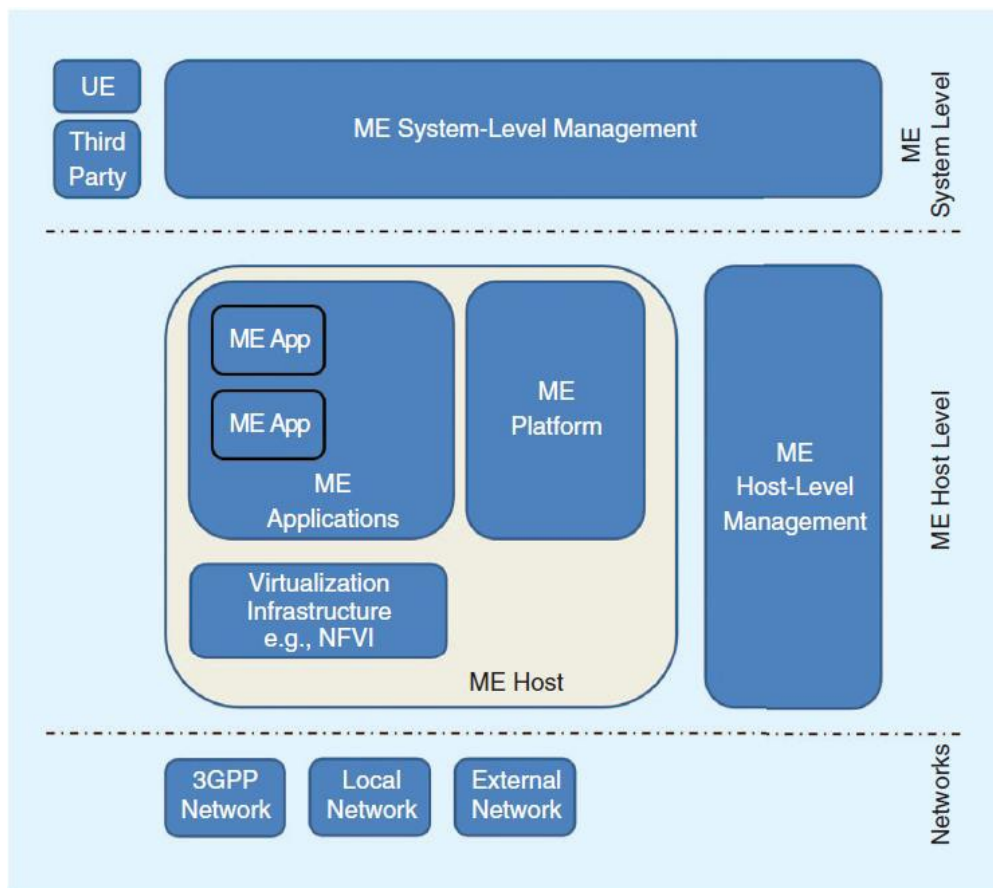 UE
Third
Party
ME System-Level Management
ME
System Level
ME App
ME App
ME
Applications
ME
Platform
Virtualization
Infrastructure
e.g., NFVI
ME Host
ME
Host-Level
Management
ME Host Level
3GPP
Network
Local
Network
External
Network
Networks